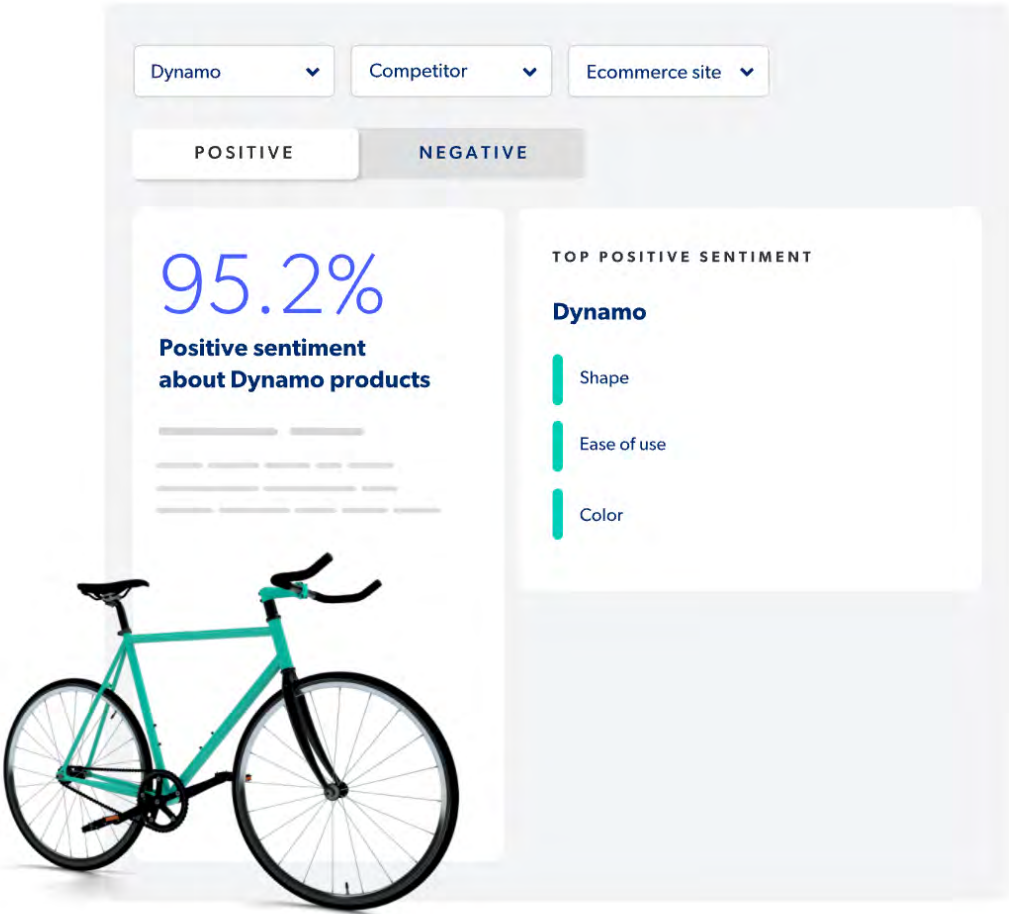 Dynamo
Competitor
Ecommerce site
POSITIVE
NEGATIVE
95.2%
Positive sentiment
about Dynamo products
TOP POSITIVE SENTIMENT
Dynamo
Shape
Ease of use
Color